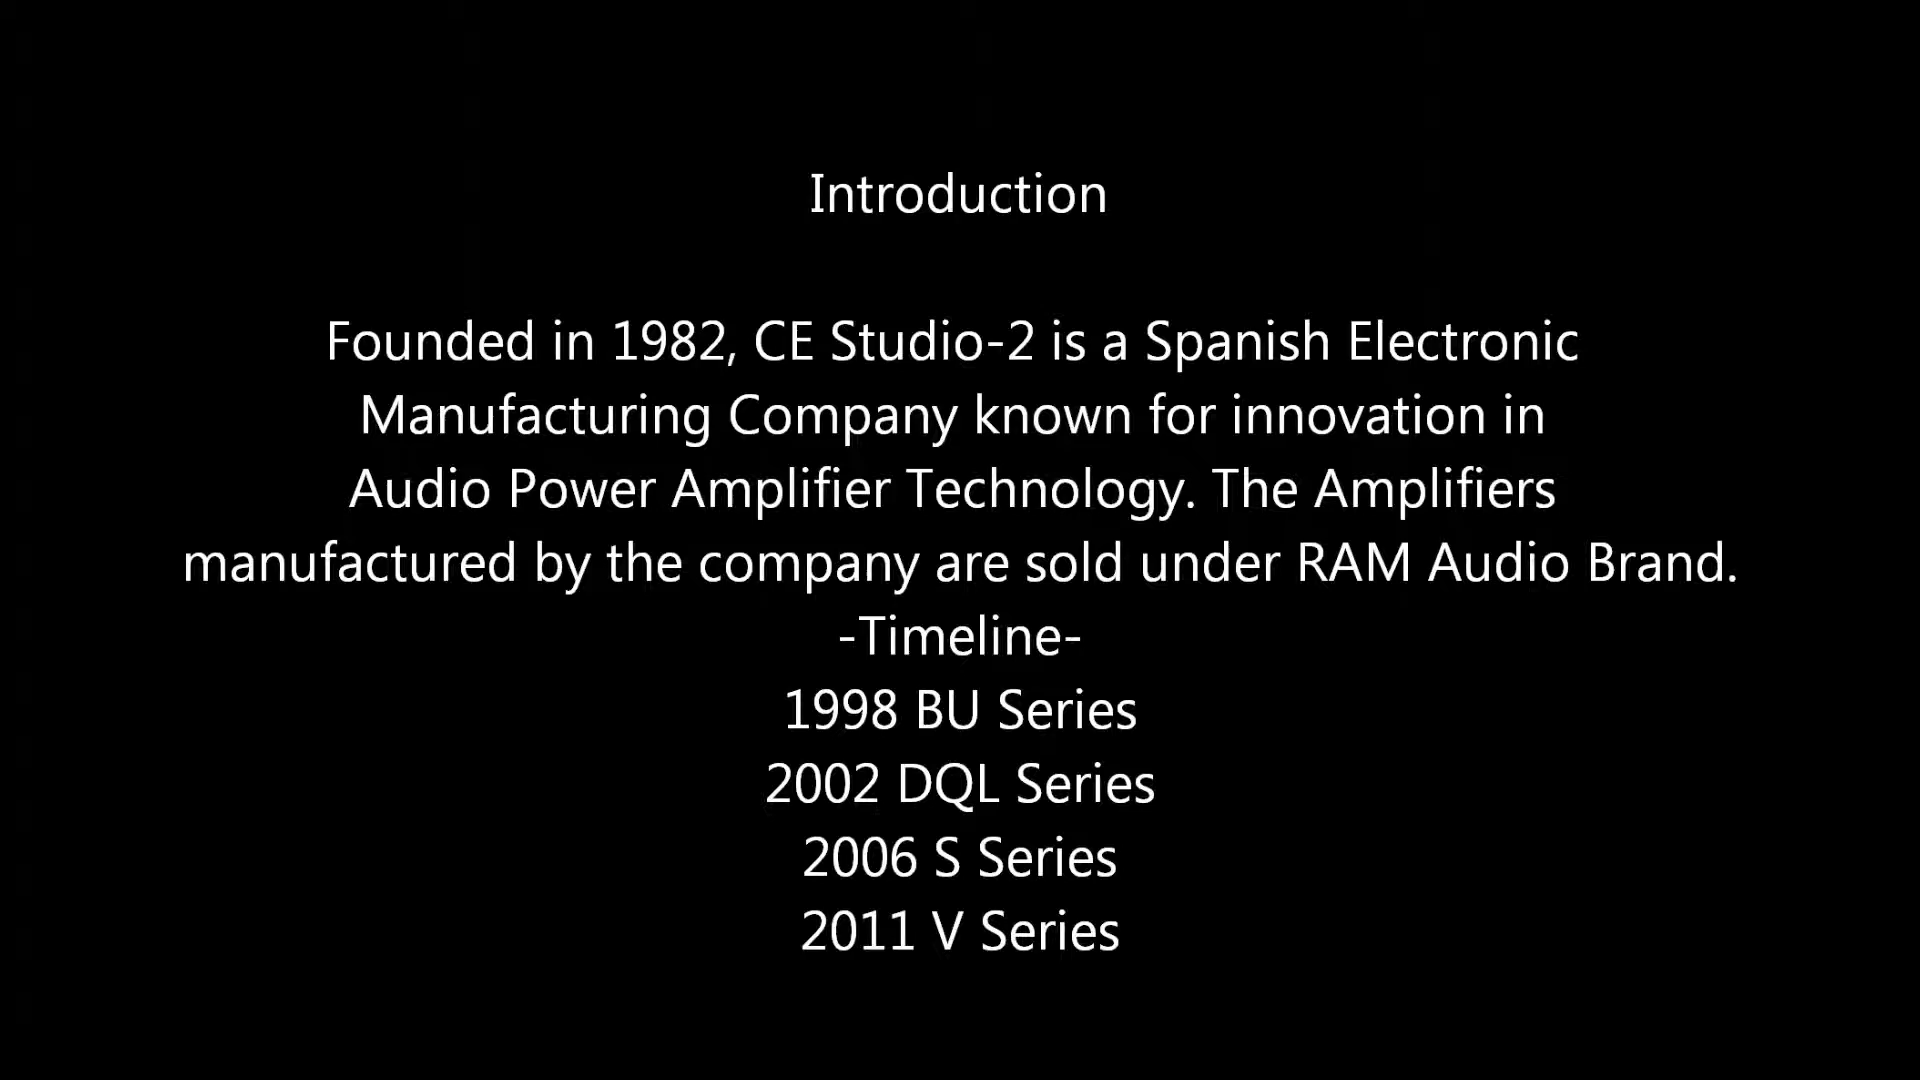 Introduction
Founded in 1982, CE Studio-2 is a Spanish Electronic
Manufacturing Company known for innovation in
Audio Power Amplifier Technology. The Amplifiers
manufactured by the company are sold under RAM Audio Brand.
-Timeline-
1998 BU Series
2002 DQL Series
2006 S Series
2011 V Series